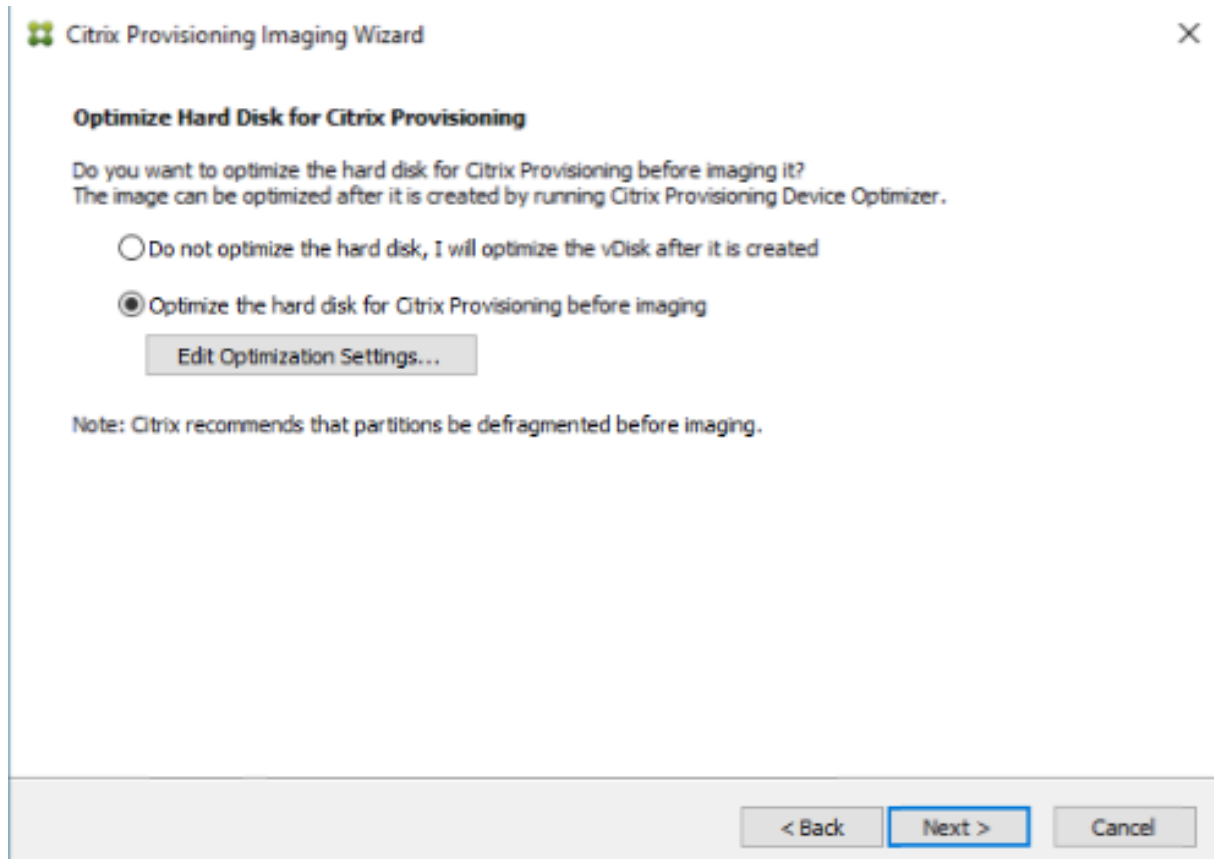 Citrix Provisioning Imaging Wizard
Optimize Hard Disk for Citrix Provisioning
Do you want to optimize the hard disk for Citrix Provisioning before imaging it?
The image can be optimized after it is created by running Citrix Provisioning Device Optimizer.
Do not optimize the hard disk, I will optimize the vDisk after it is created
Optimize the hard disk for Citrix Provisioning before imaging
Edit Optimization Settings...
Note: Citrix recommends that partitions be defragmented before imaging.
< Back Next > Cancel